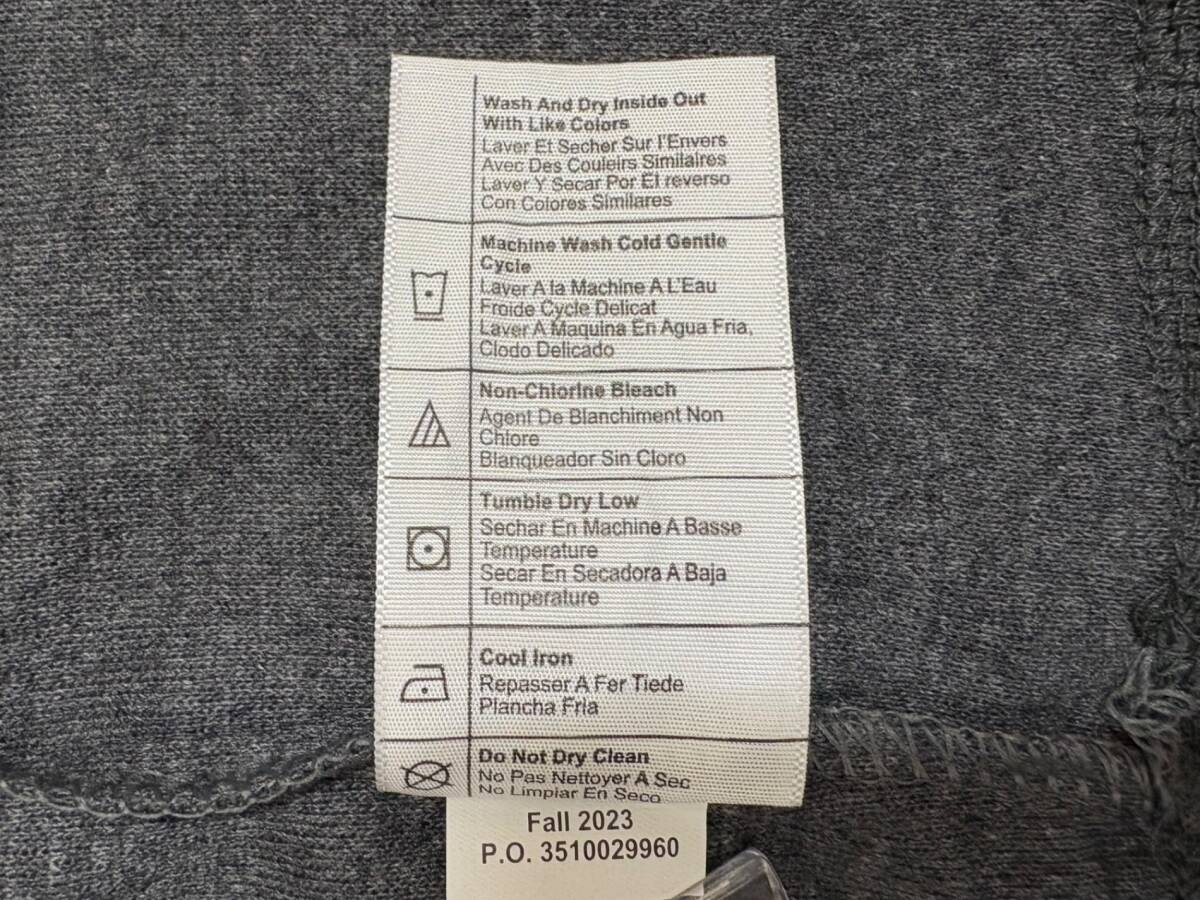 Wash And Dry Inside Out
With Like Colors
Laver Et Secher Sur l'Envers
Avec Des Couleirs Similaires
Laver Y Secar Por El reverso
Con Colores Similares
Machine Wash Cold Gentle
Cycle
Laver A la Machine A L'Eau
Froide Cycle Delicat
Laver A Maquina En Agua Fria,
Clodo Delicado
Non-Chlorine Bleach
Agent De Blanchiment Non
Chlore
Blanqueador Sin Cloro
Tumble Dry Low
Sechar En Machine A Basse
Temperature
Secar En Secadora A Baja
Temperature
Cool Iron
Repasser A Fer Tiede
Plancha Fria
Do Not Dry Clean
No Pas Nettoyer A Sec
No Limpiar En Seco
Fall 2023
P.O. 3510029960